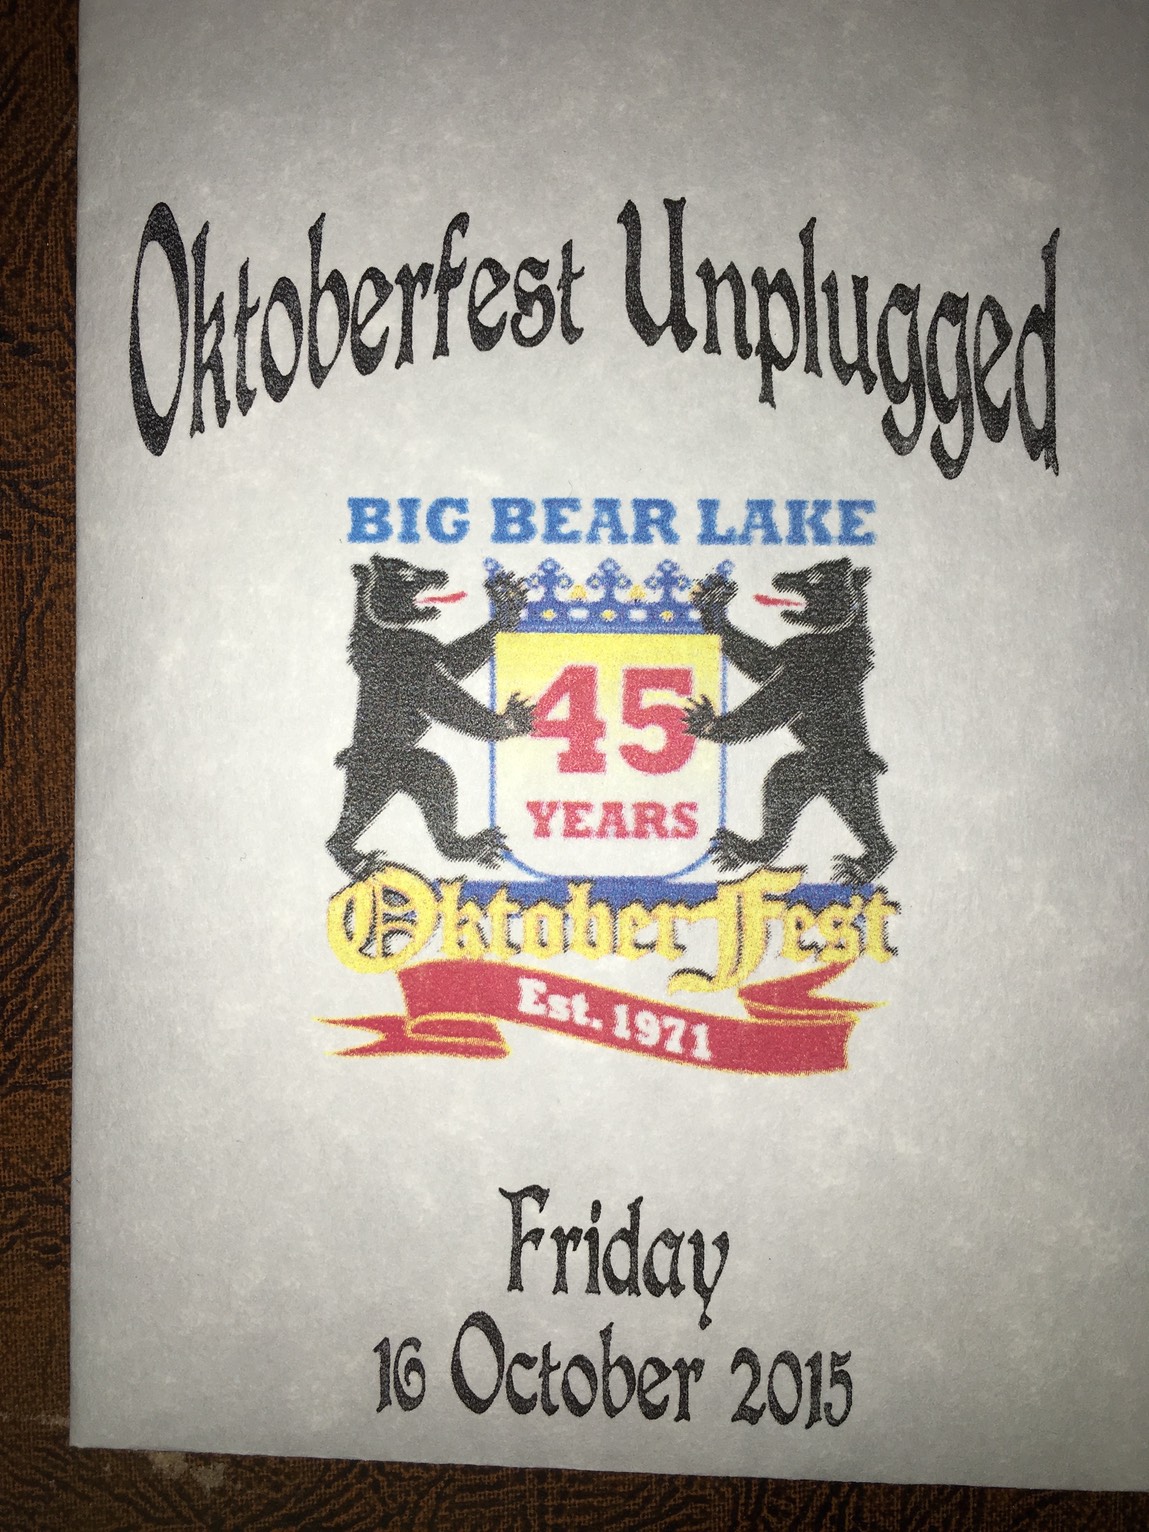 Oktoberfest Unplugged
BIG BEAR LAKE
45
YEARS
OktoberFest
Est. 1971
Friday
16 October 2015